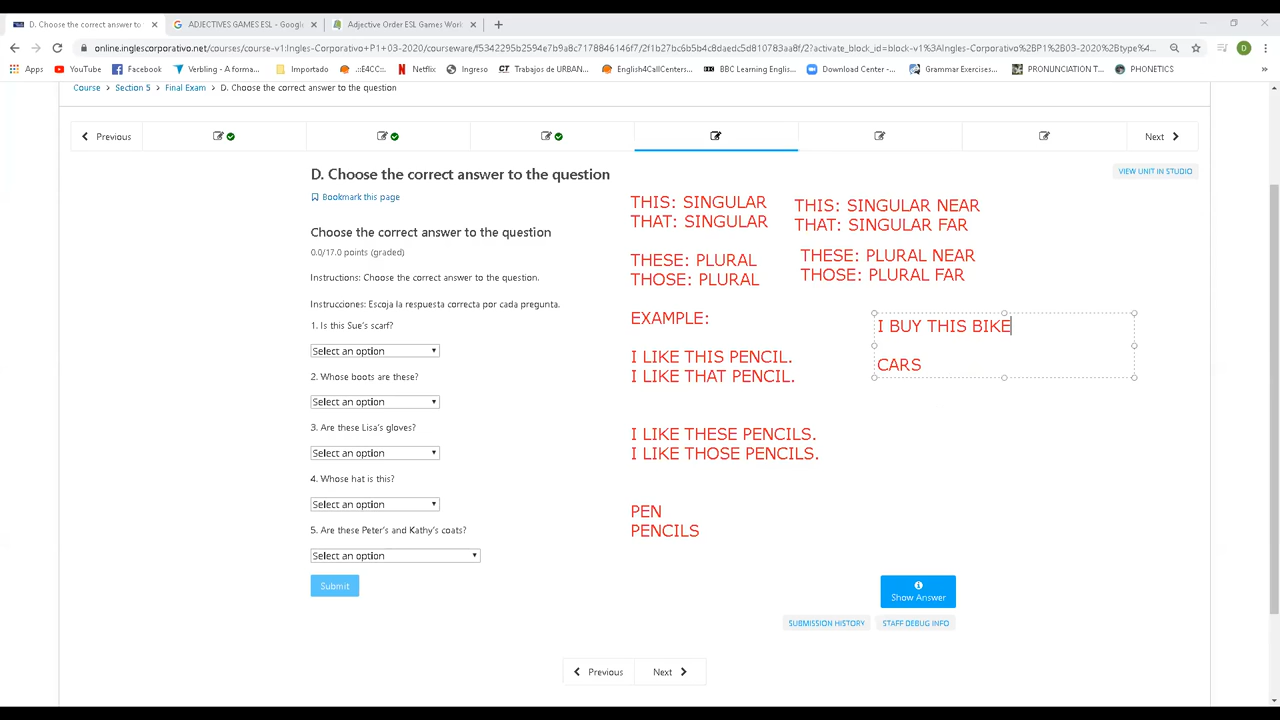 D. Choose the correct answer to
ADJECTIVES GAMES ESL - Google
Adjective Order ESL Games Work
online.inglescorporativo.net/courses/course-v1:Ingles-Corporativo+P1+03-2020/courseware/f5342295b2594e7b9a8c7178846146f7/2f1b27bc6b5b4c8daedc5d810783aa8f/2?activate_block_id=block-v1%3AIngles-Corporativo%2BP1%2B03-2020%2Btype%4...
D
Apps YouTube Facebook Verbling - A forma... Importado .::E4CC::. Netflic Ingreso Trabajos de URBAN... English4CallCenters... BBC Learning Englis... Download Center -... Grammar Exercises... PRONUNCIATION T... PHONETICS »
Course > Section 5 > Final Exam > D. Choose the correct answer to the question
Previous
Next
D. Choose the correct answer to the question
VIEW UNIT IN STUDIO
Bookmark this page
Choose the correct answer to the question
0.0/17.0 points (graded)
Instructions: Choose the correct answer to the question.
Instrucciones: Escoja la respuesta correcta por cada pregunta.
1. Is this Sue's scarf?
Select an option
2. Whose boots are these?
Select an option
3. Are these Lisa's gloves?
Select an option
4. Whose hat is this?
Select an option
5. Are these Peter's and Kathy's coats?
Select an option
Submit
THIS: SINGULAR
THAT: SINGULAR
THESE: PLURAL
THOSE: PLURAL
EXAMPLE:
I LIKE THIS PENCIL.
I LIKE THAT PENCIL.
I LIKE THESE PENCILS.
I LIKE THOSE PENCILS.
PEN
PENCILS
THIS: SINGULAR NEAR
THAT: SINGULAR FAR
THESE: PLURAL NEAR
THOSE: PLURAL FAR
I BUY THIS BIKE
CARS
Show Answer
SUBMISSION HISTORY
STAFF DEBUG INFO
Previous
Next